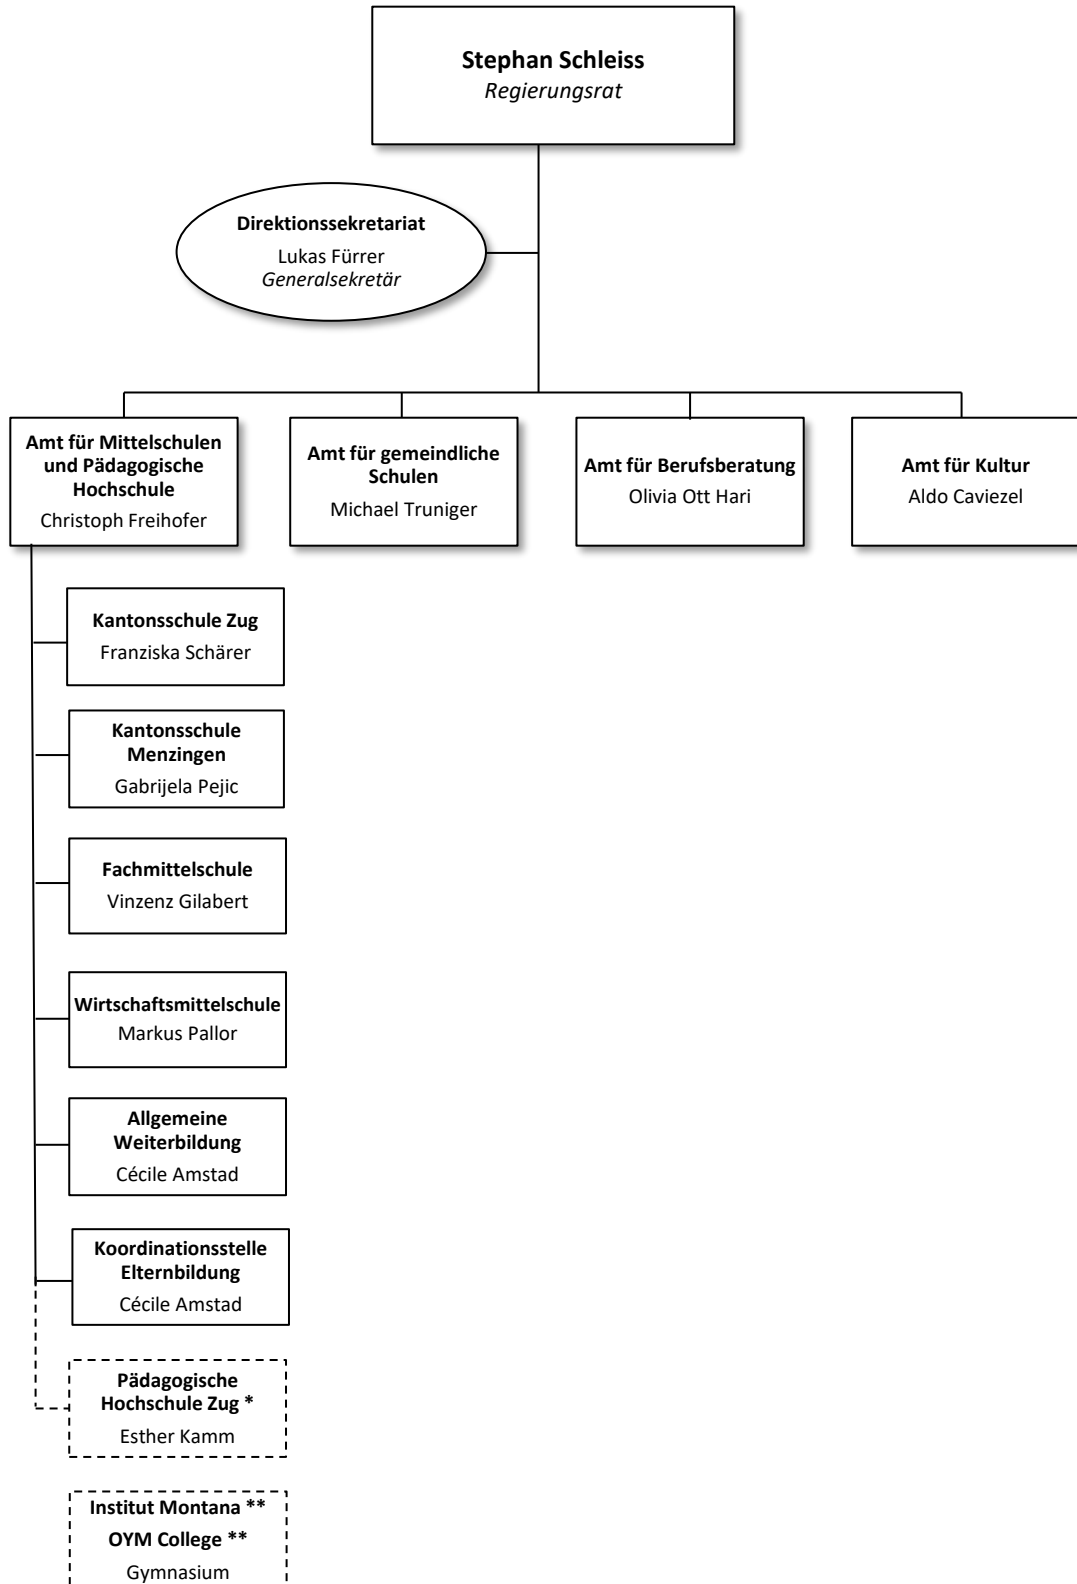 Stephan Schleiss
Regierungsrat
Direktionssekretariat
Lukas Fürrer
Generalsekretär
Amt für Mittelschulen
und Pädagogische
Hochschule
Christoph Freihofer
Amt für gemeindliche
Schulen
Michael Truniger
Amt für Berufsberatung
Olivia Ott Hari
Amt für Kultur
Aldo Caviezel
Kantonsschule Zug
Franziska Schärer
Kantonsschule
Menzingen
Gabrijela Pejic
Fachmittelschule
Vinzenz Gilabert
Wirtschaftsmittelschule
Markus Pallor
Allgemeine
Weiterbildung
Cécile Amstad
Koordinationsstelle
Elternbildung
Cécile Amstad
Pädagogische
Hochschule Zug *
Esther Kamm
Institut Montana **
OYM College **
Gymnasium